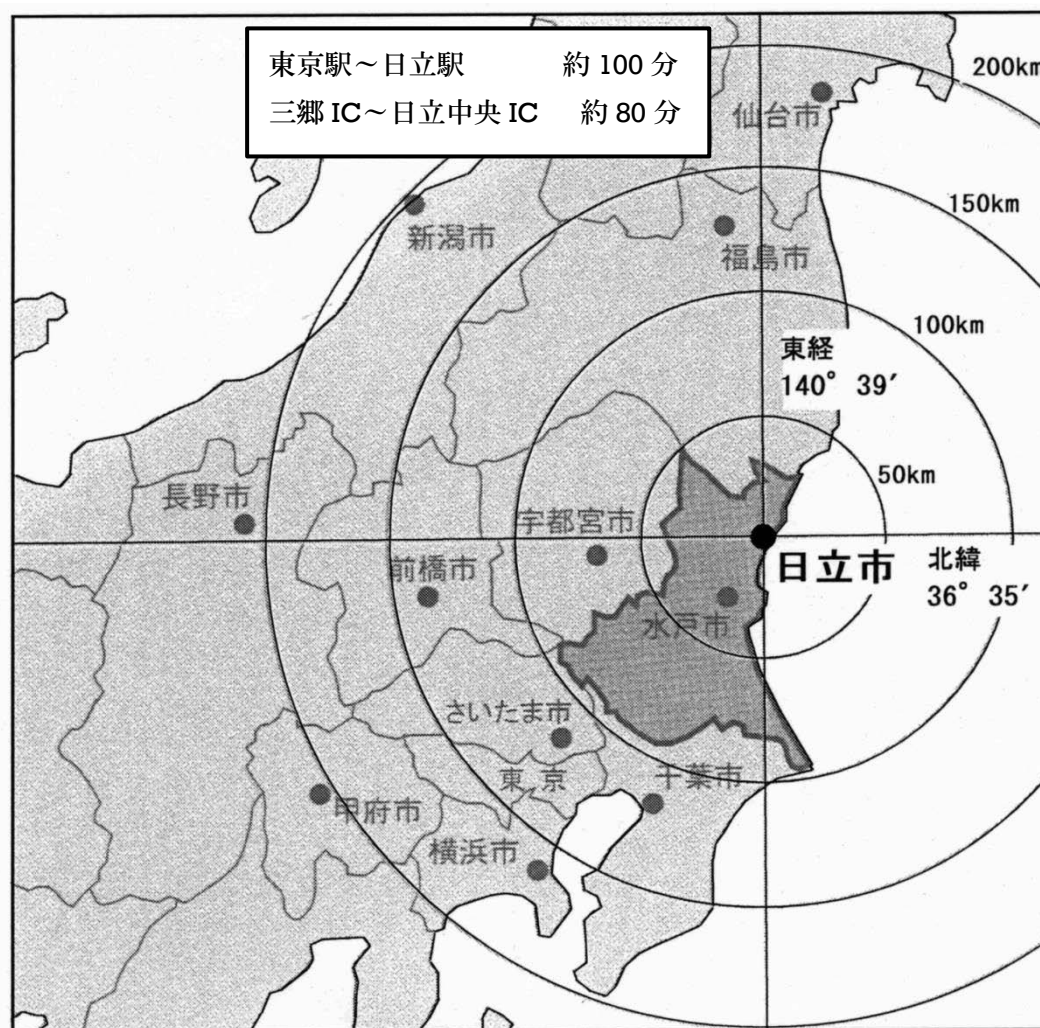 東京駅~日立駅 約 100 分
三郷 IC~日立中央 IC 約 80 分
200km
仙台市
150km
新潟市
福島市
100km
東経
140° 39′
50km
長野市
宇都宮市
前橋市
日立市
北緯
36° 35′
水戸市
さいたま市
東京
千葉市
甲府市
横浜市